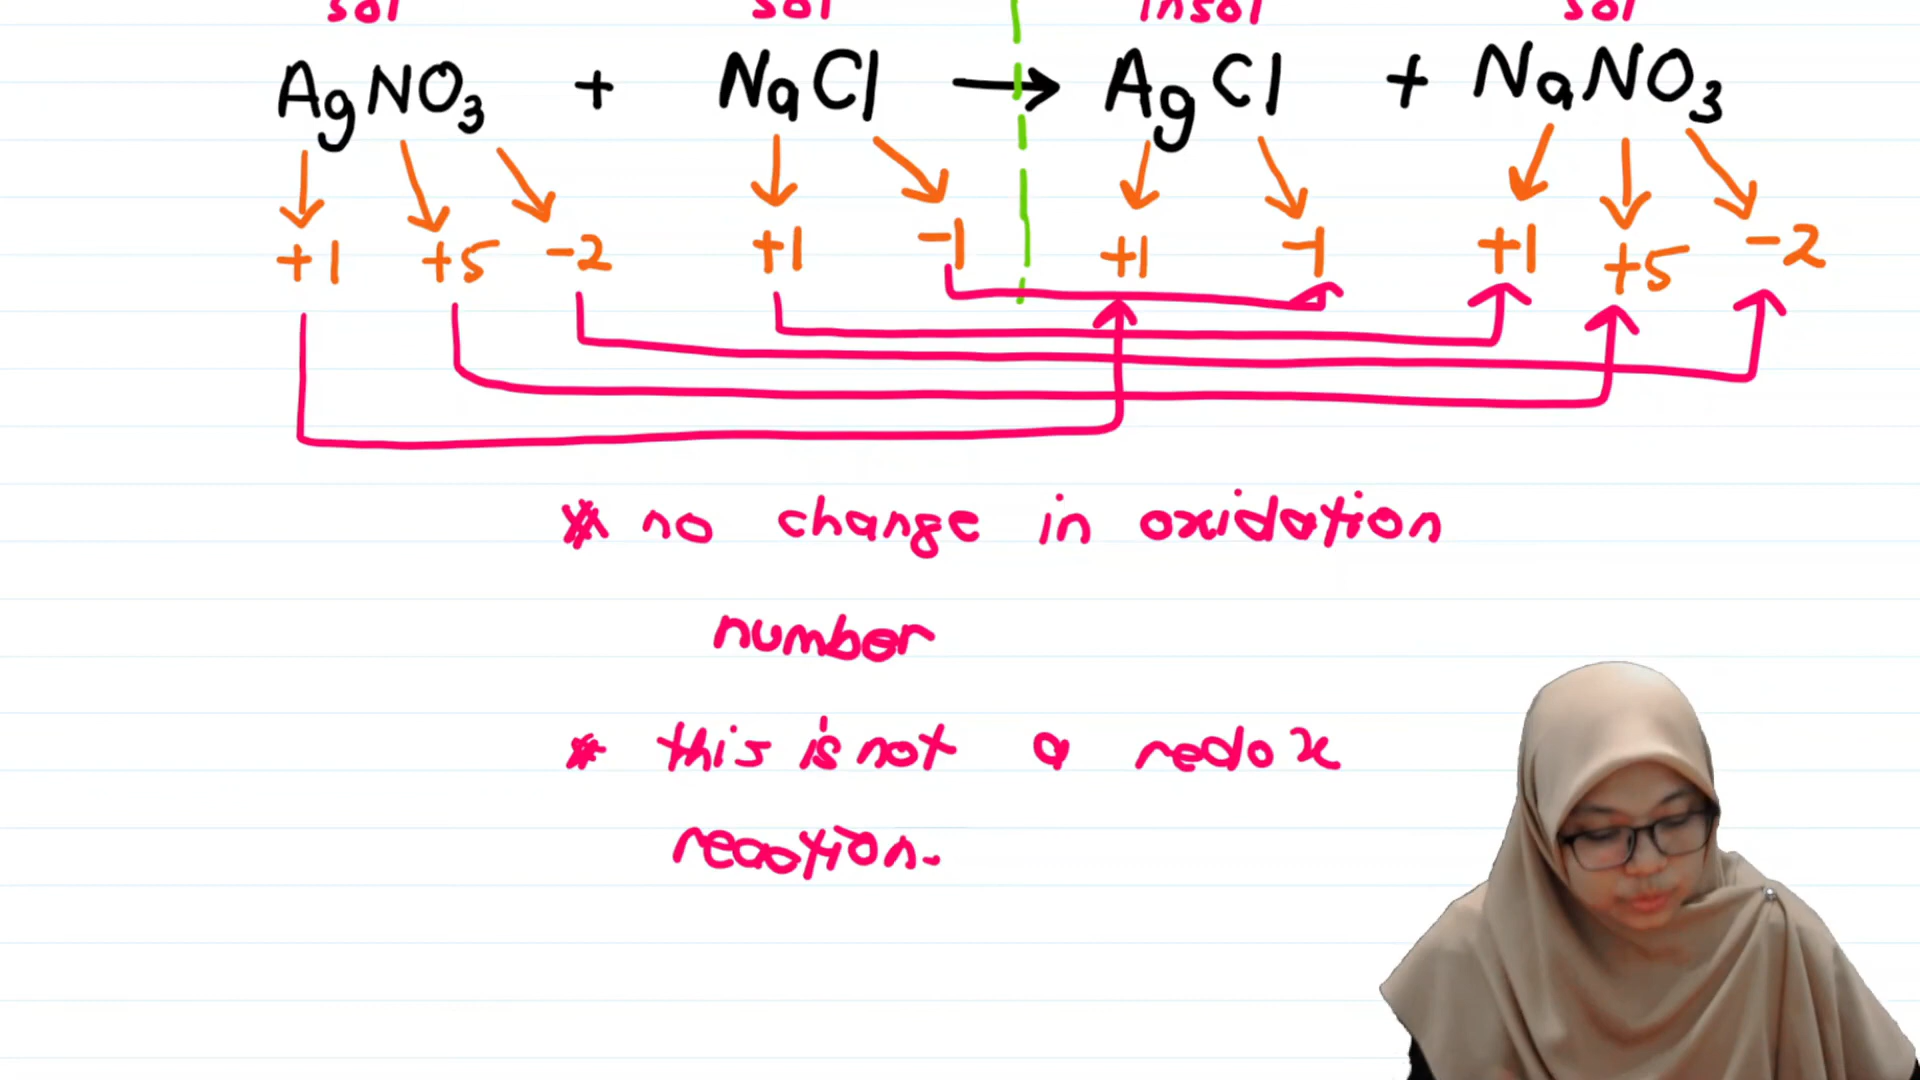 sol sol insol sol
AgNO₃ + NaCl → AgCl + NaNO₃
+1 +5 -2 +1 -1 +1 -1 +1 +5 -2
* no change in oxidation
number
* this is not a redox
reaction.